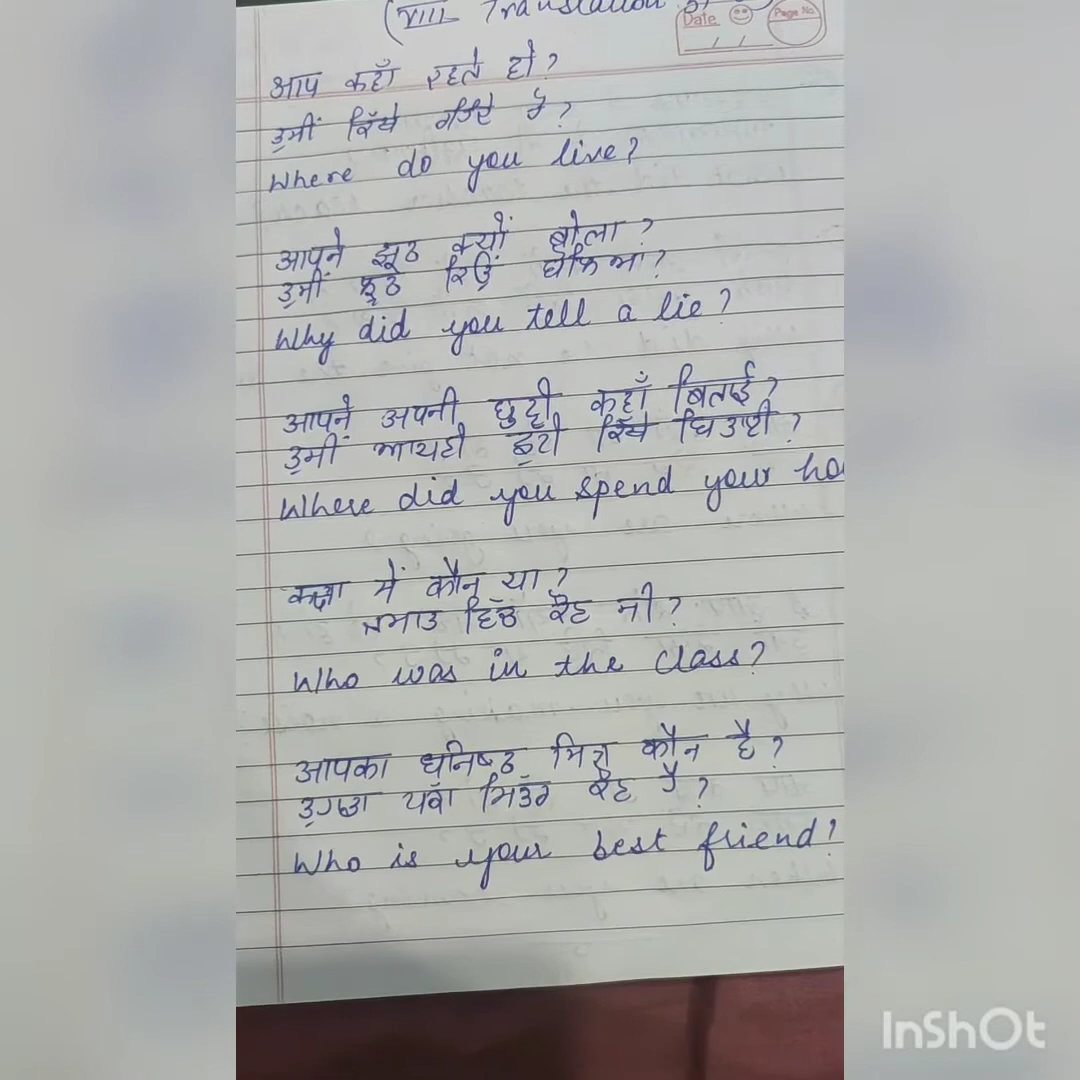 (VIII Translation
Date
Page No.
आप कहाँ रहते हो?
ਤੁਸੀਂ ਕਿੱਥੇ ਰਹਿੰਦੇ ਹੋ?
Where do you live?
आपने झूठ क्यों बोला?
ਤੁਸੀਂ ਝੂਠ ਕਿਉਂ ਬੋਲਿਆ?
Why did you tell a lie?
आपने अपनी छुट्टी कहाँ बिताई?
ਤੁਸੀਂ ਆਪਣੀ ਛੁੱਟੀ ਕਿੱਥੇ ਬਿਤਾਈ?
Where did you spend your ho
कक्षा में कौन था?
ਜਮਾਤ ਵਿੱਚ ਕੌਣ ਸੀ?
Who was in the class?
आपका घनिष्ठ मित्र कौन है?
ਤੁਹਾਡਾ ਪੱਕਾ ਮਿੱਤਰ ਕੌਣ ਹੈ?
Who is your best friend?
InShOt